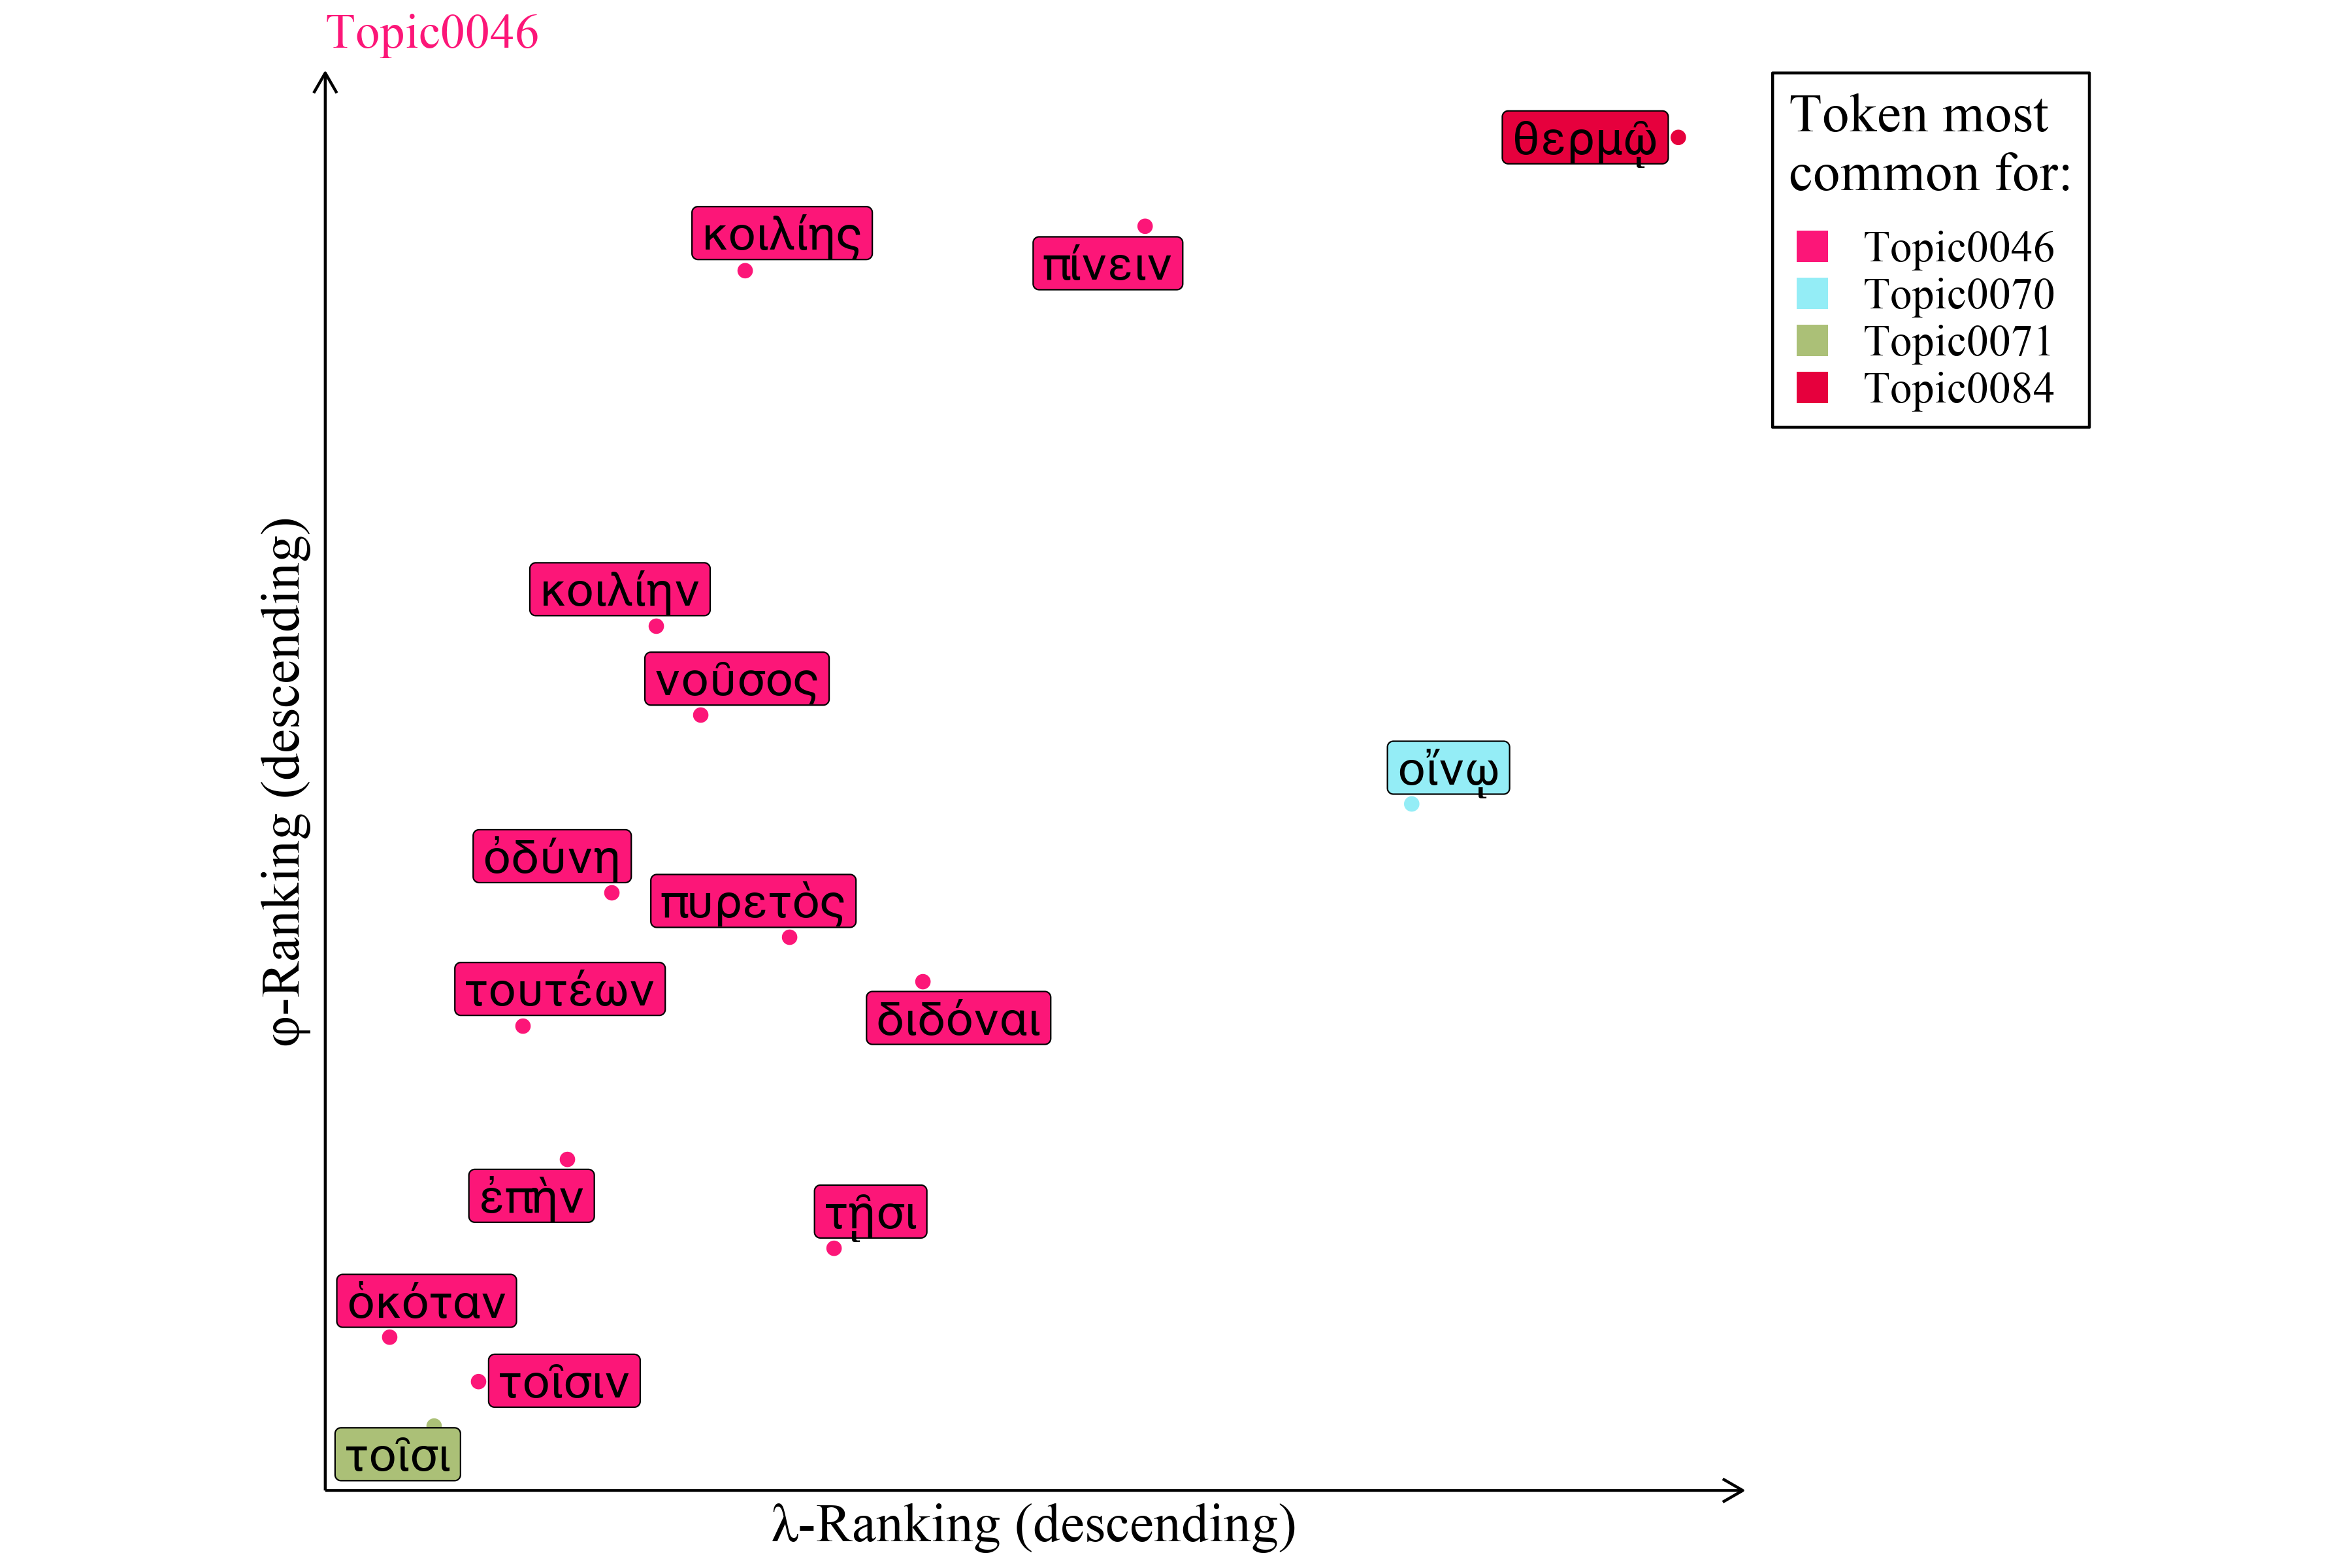 Topic0046
θερμῷ
κοιλίης
πίνειν
κοιλίην
νοῦσος
οἴνῳ
ὀδύνη
πυρετὸς
τουτέων
διδόναι
ἐπὴν
τῇσι
ὁκόταν
τοῖσιν
τοῖσι
φ-Ranking (descending)
λ-Ranking (descending)
Token most
common for:
Topic0046
Topic0070
Topic0071
Topic0084